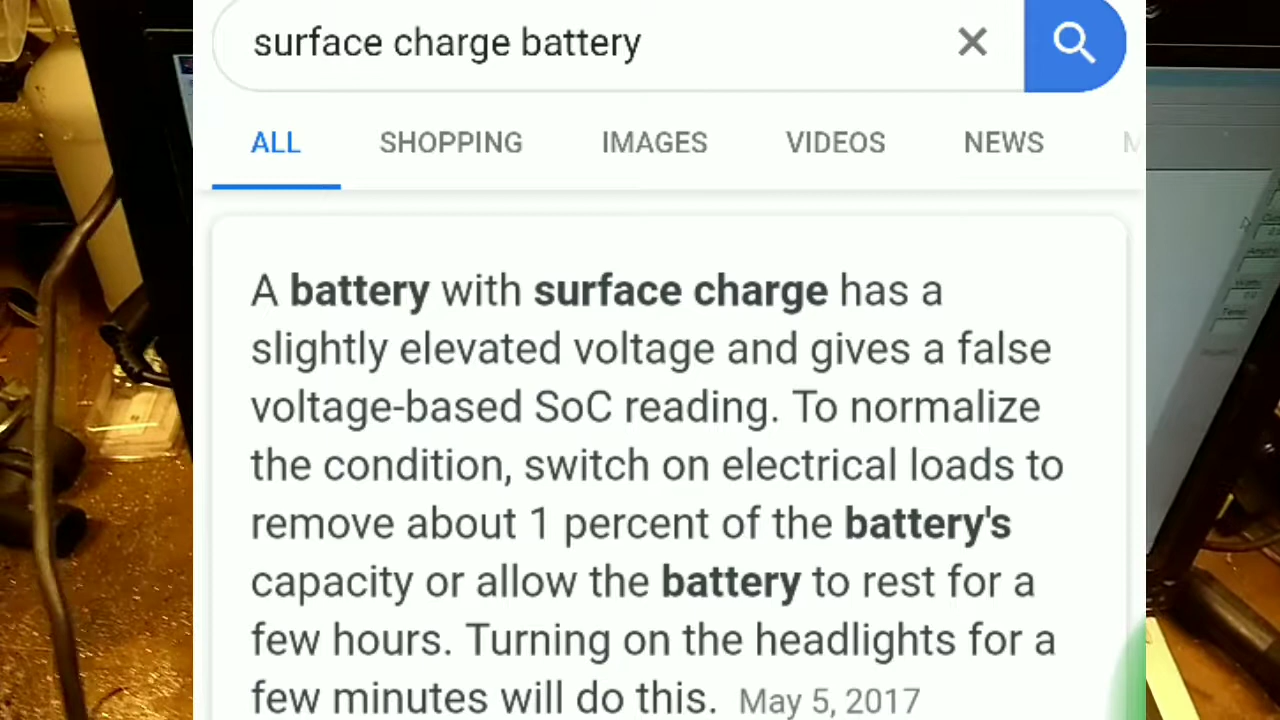 surface charge battery
ALL SHOPPING IMAGES VIDEOS NEWS M
A battery with surface charge has a
slightly elevated voltage and gives a false
voltage-based SoC reading. To normalize
the condition, switch on electrical loads to
remove about 1 percent of the battery's
capacity or allow the battery to rest for a
few hours. Turning on the headlights for a
few minutes will do this. May 5, 2017